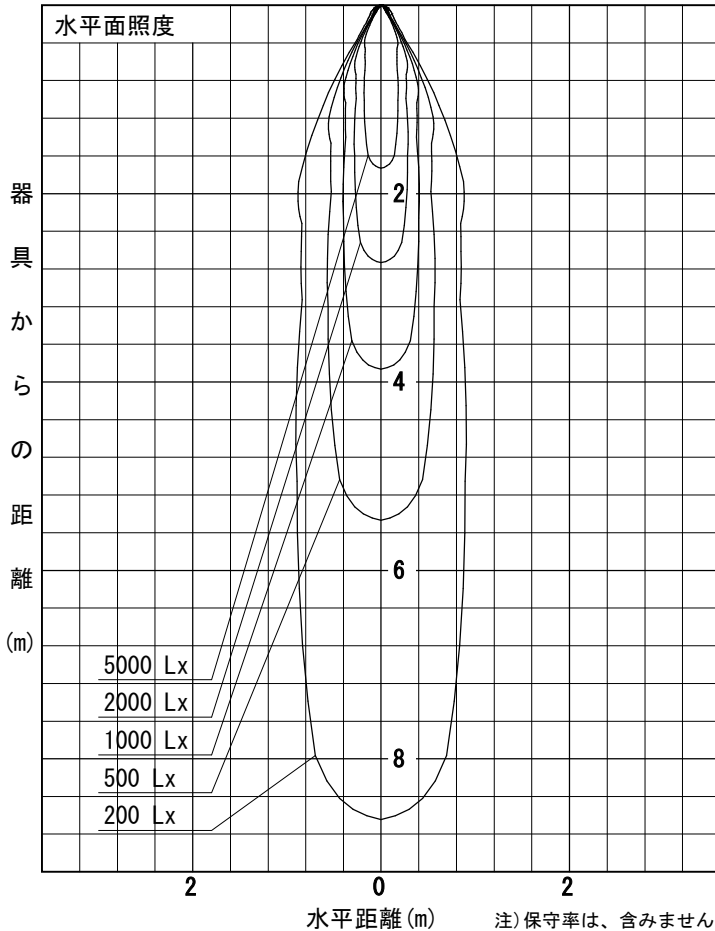 水平面照度
器具からの距離(m)
2
4
6
8
5000 Lx
2000 Lx
1000 Lx
500 Lx
200 Lx
2
0
2
水平距離(m)
注)保守率は、含みません